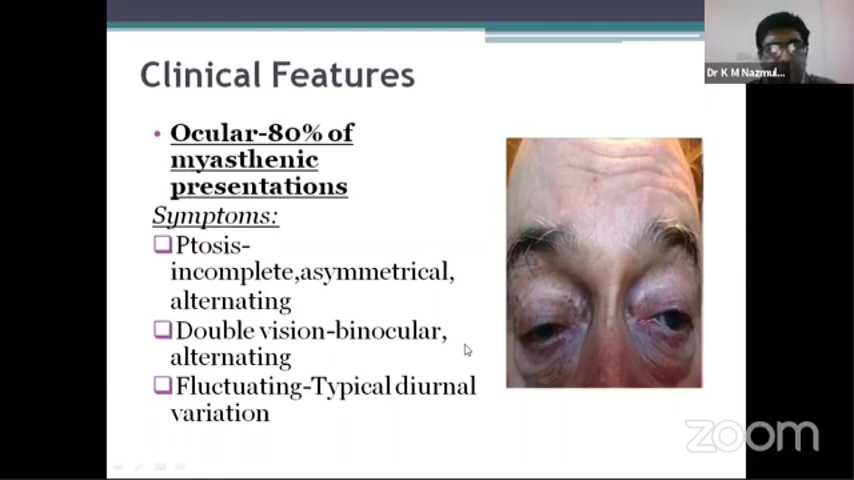 Clinical Features
Dr K M Nazmul...
• Ocular-80% of
myasthenic
presentations
Symptoms:
❑Ptosis-
incomplete,asymmetrical,
alternating
❑Double vision-binocular,
alternating
❑Fluctuating-Typical diurnal
variation
zoom